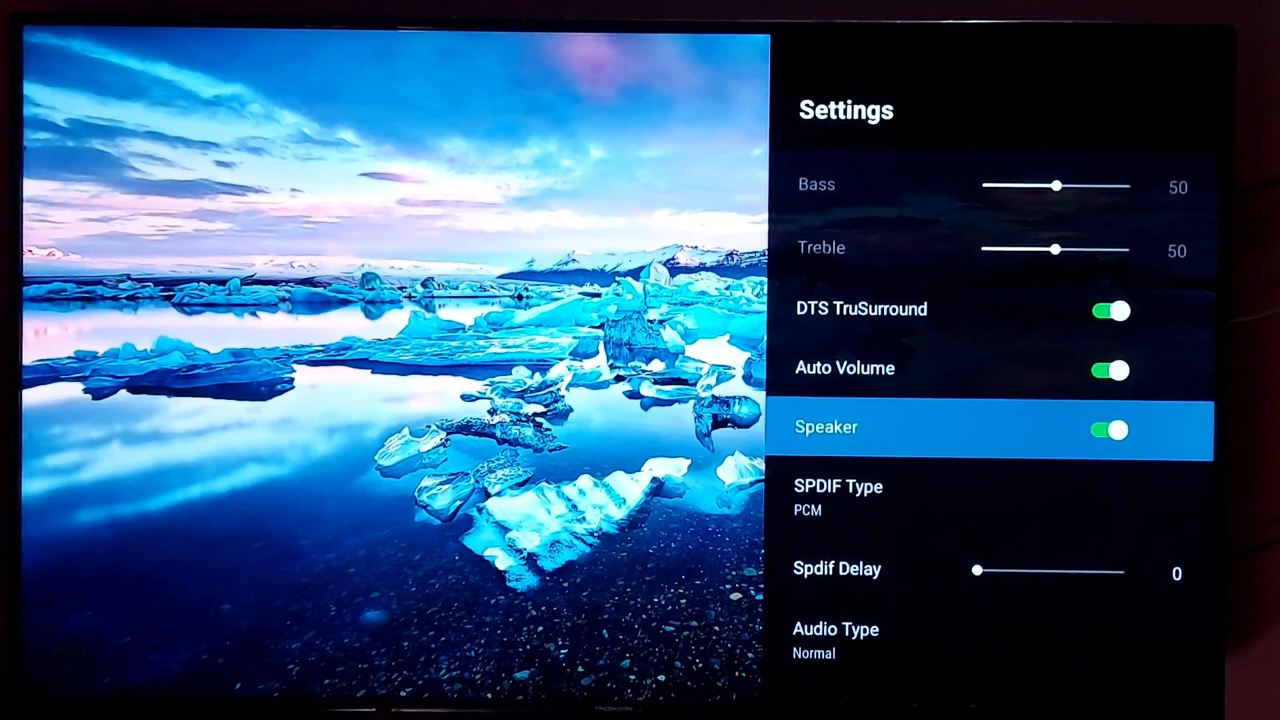 Settings
Bass 50
Treble 50
DTS TruSurround
Auto Volume
Speaker
SPDIF Type
PCM
Spdif Delay 0
Audio Type
Normal
THOMSON